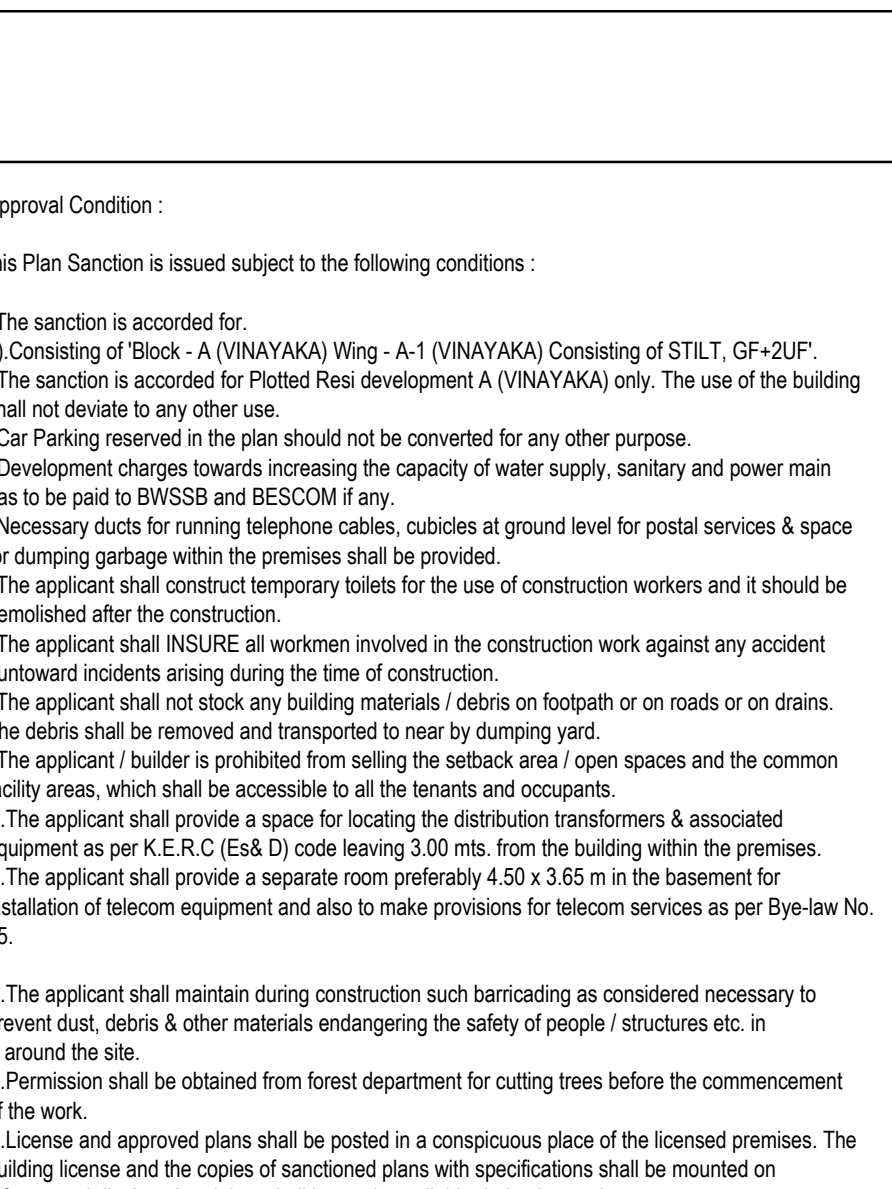 pproval Condition :
is Plan Sanction is issued subject to the following conditions :
The sanction is accorded for.
).Consisting of 'Block - A (VINAYAKA) Wing - A-1 (VINAYAKA) Consisting of STILT, GF+2UF'.
The sanction is accorded for Plotted Resi development A (VINAYAKA) only. The use of the building
hall not deviate to any other use.
Car Parking reserved in the plan should not be converted for any other purpose.
Development charges towards increasing the capacity of water supply, sanitary and power main
as to be paid to BWSSB and BESCOM if any.
Necessary ducts for running telephone cables, cubicles at ground level for postal services & space
or dumping garbage within the premises shall be provided.
The applicant shall construct temporary toilets for the use of construction workers and it should be
emolished after the construction.
The applicant shall INSURE all workmen involved in the construction work against any accident
untoward incidents arising during the time of construction.
The applicant shall not stock any building materials / debris on footpath or on roads or on drains.
he debris shall be removed and transported to near by dumping yard.
The applicant / builder is prohibited from selling the setback area / open spaces and the common
acility areas, which shall be accessible to all the tenants and occupants.
.The applicant shall provide a space for locating the distribution transformers & associated
quipment as per K.E.R.C (Es& D) code leaving 3.00 mts. from the building within the premises.
.The applicant shall provide a separate room preferably 4.50 x 3.65 m in the basement for
nstallation of telecom equipment and also to make provisions for telecom services as per Bye-law No.
5.
.The applicant shall maintain during construction such barricading as considered necessary to
revent dust, debris & other materials endangering the safety of people / structures etc. in
around the site.
.Permission shall be obtained from forest department for cutting trees before the commencement
f the work.
.License and approved plans shall be posted in a conspicuous place of the licensed premises. The
uilding license and the copies of sanctioned plans with specifications shall be mounted on